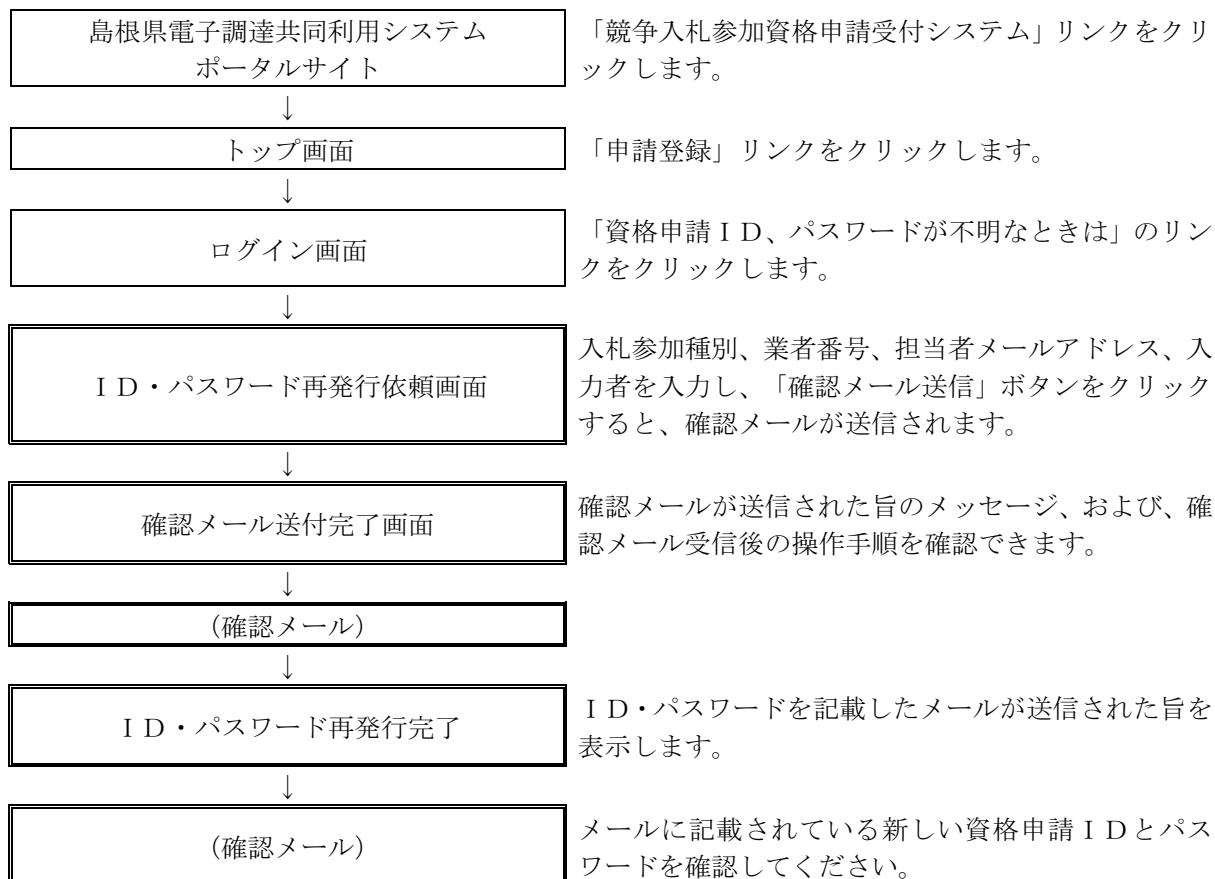 島根県電子調達共同利用システム
ポータルサイト
「競争入札参加資格申請受付システム」リンクをクリ
ックします。
↓
トップ画面
「申請登録」リンクをクリックします。
↓
ログイン画面
「資格申請ＩＤ、パスワードが不明なときは」のリン
クをクリックします。
↓
ＩＤ・パスワード再発行依頼画面
入札参加種別、業者番号、担当者メールアドレス、入
力者を入力し、「確認メール送信」ボタンをクリック
すると、確認メールが送信されます。
↓
確認メール送付完了画面
確認メールが送信された旨のメッセージ、および、確
認メール受信後の操作手順を確認できます。
↓
（確認メール）
↓
ＩＤ・パスワード再発行完了
ＩＤ・パスワードを記載したメールが送信された旨を
表示します。
↓
（確認メール）
メールに記載されている新しい資格申請ＩＤとパス
ワードを確認してください。